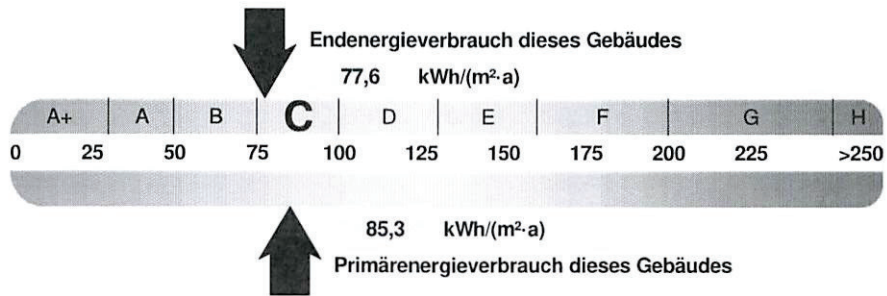 Endenergieverbrauch dieses Gebäudes
77,6 kWh/(m²·a)
A+ A B C D E F G H
0 25 50 75 100 125 150 175 200 225 >250
85,3 kWh/(m²·a)
Primärenergieverbrauch dieses Gebäudes